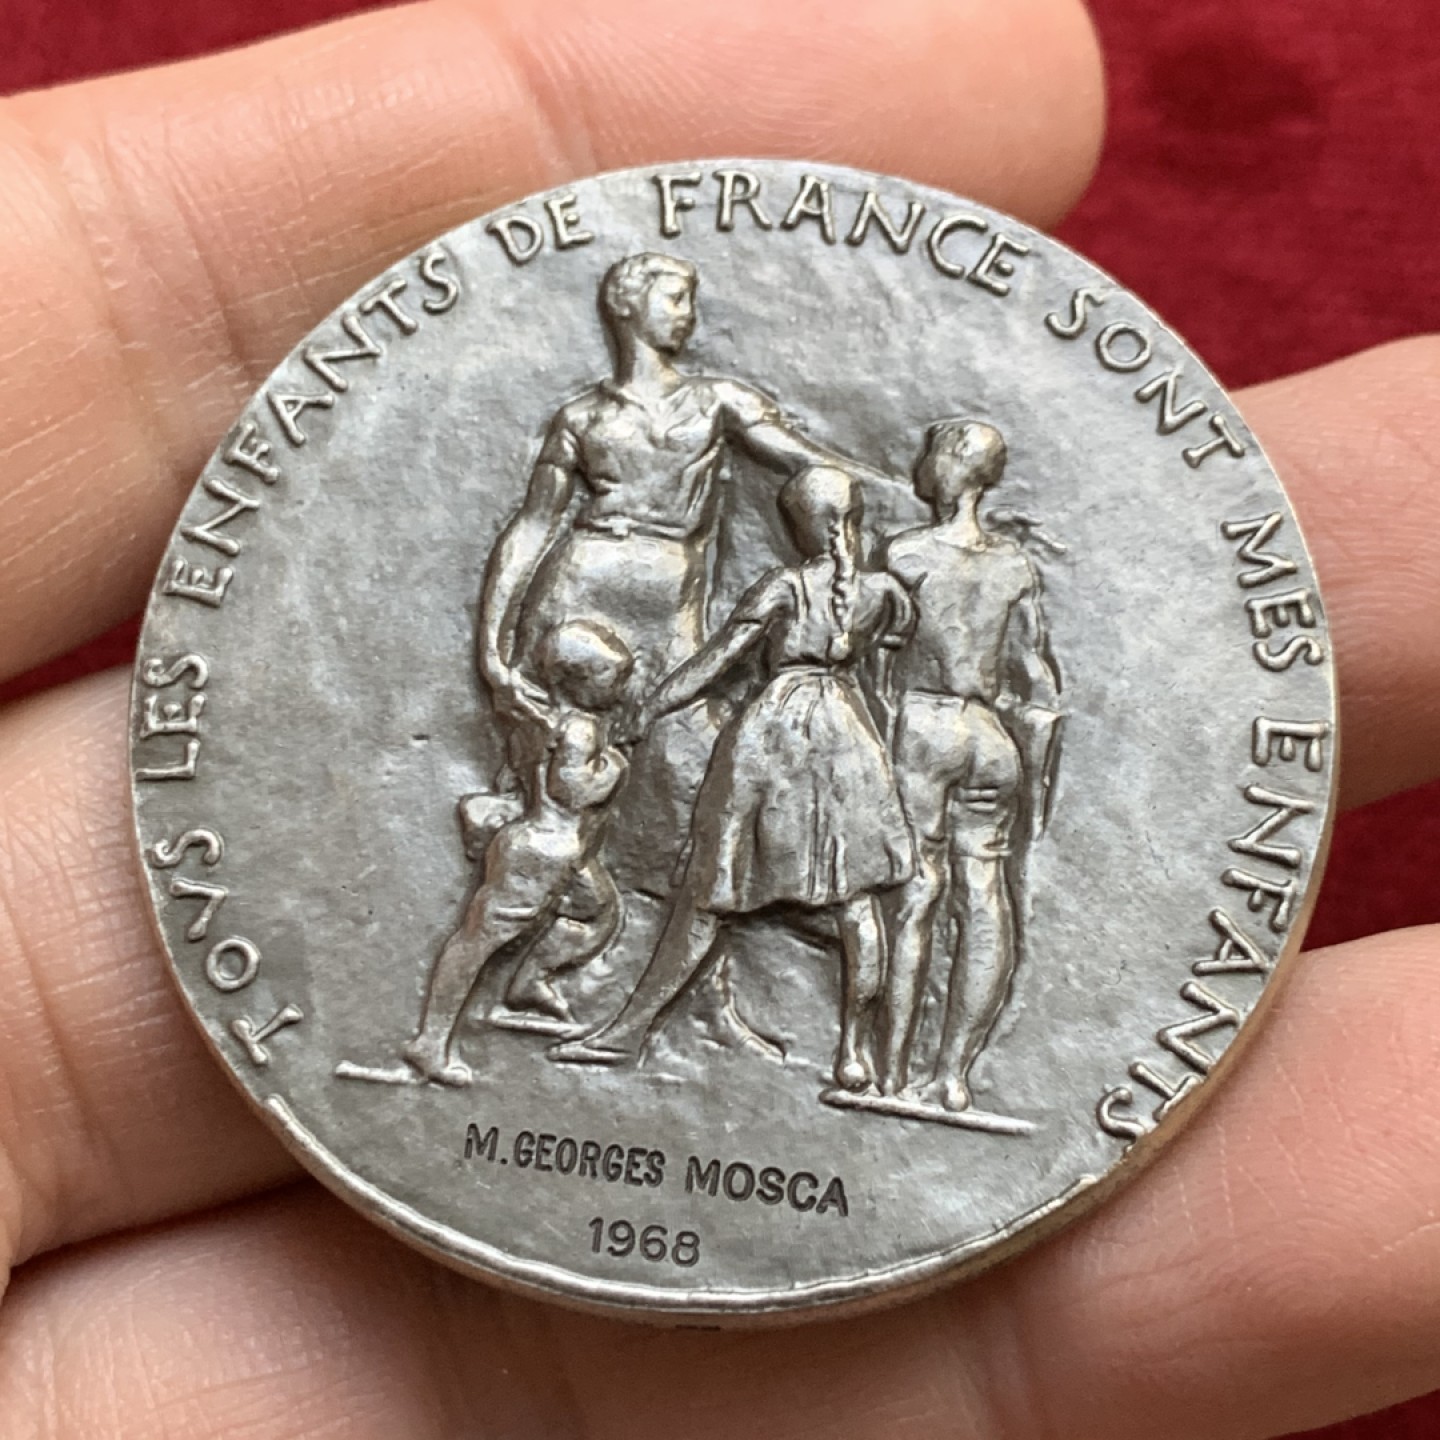 TOUS LES ENFANTS DE FRANCE SONT MES ENFANTS
M. GEORGES MOSCA
1968